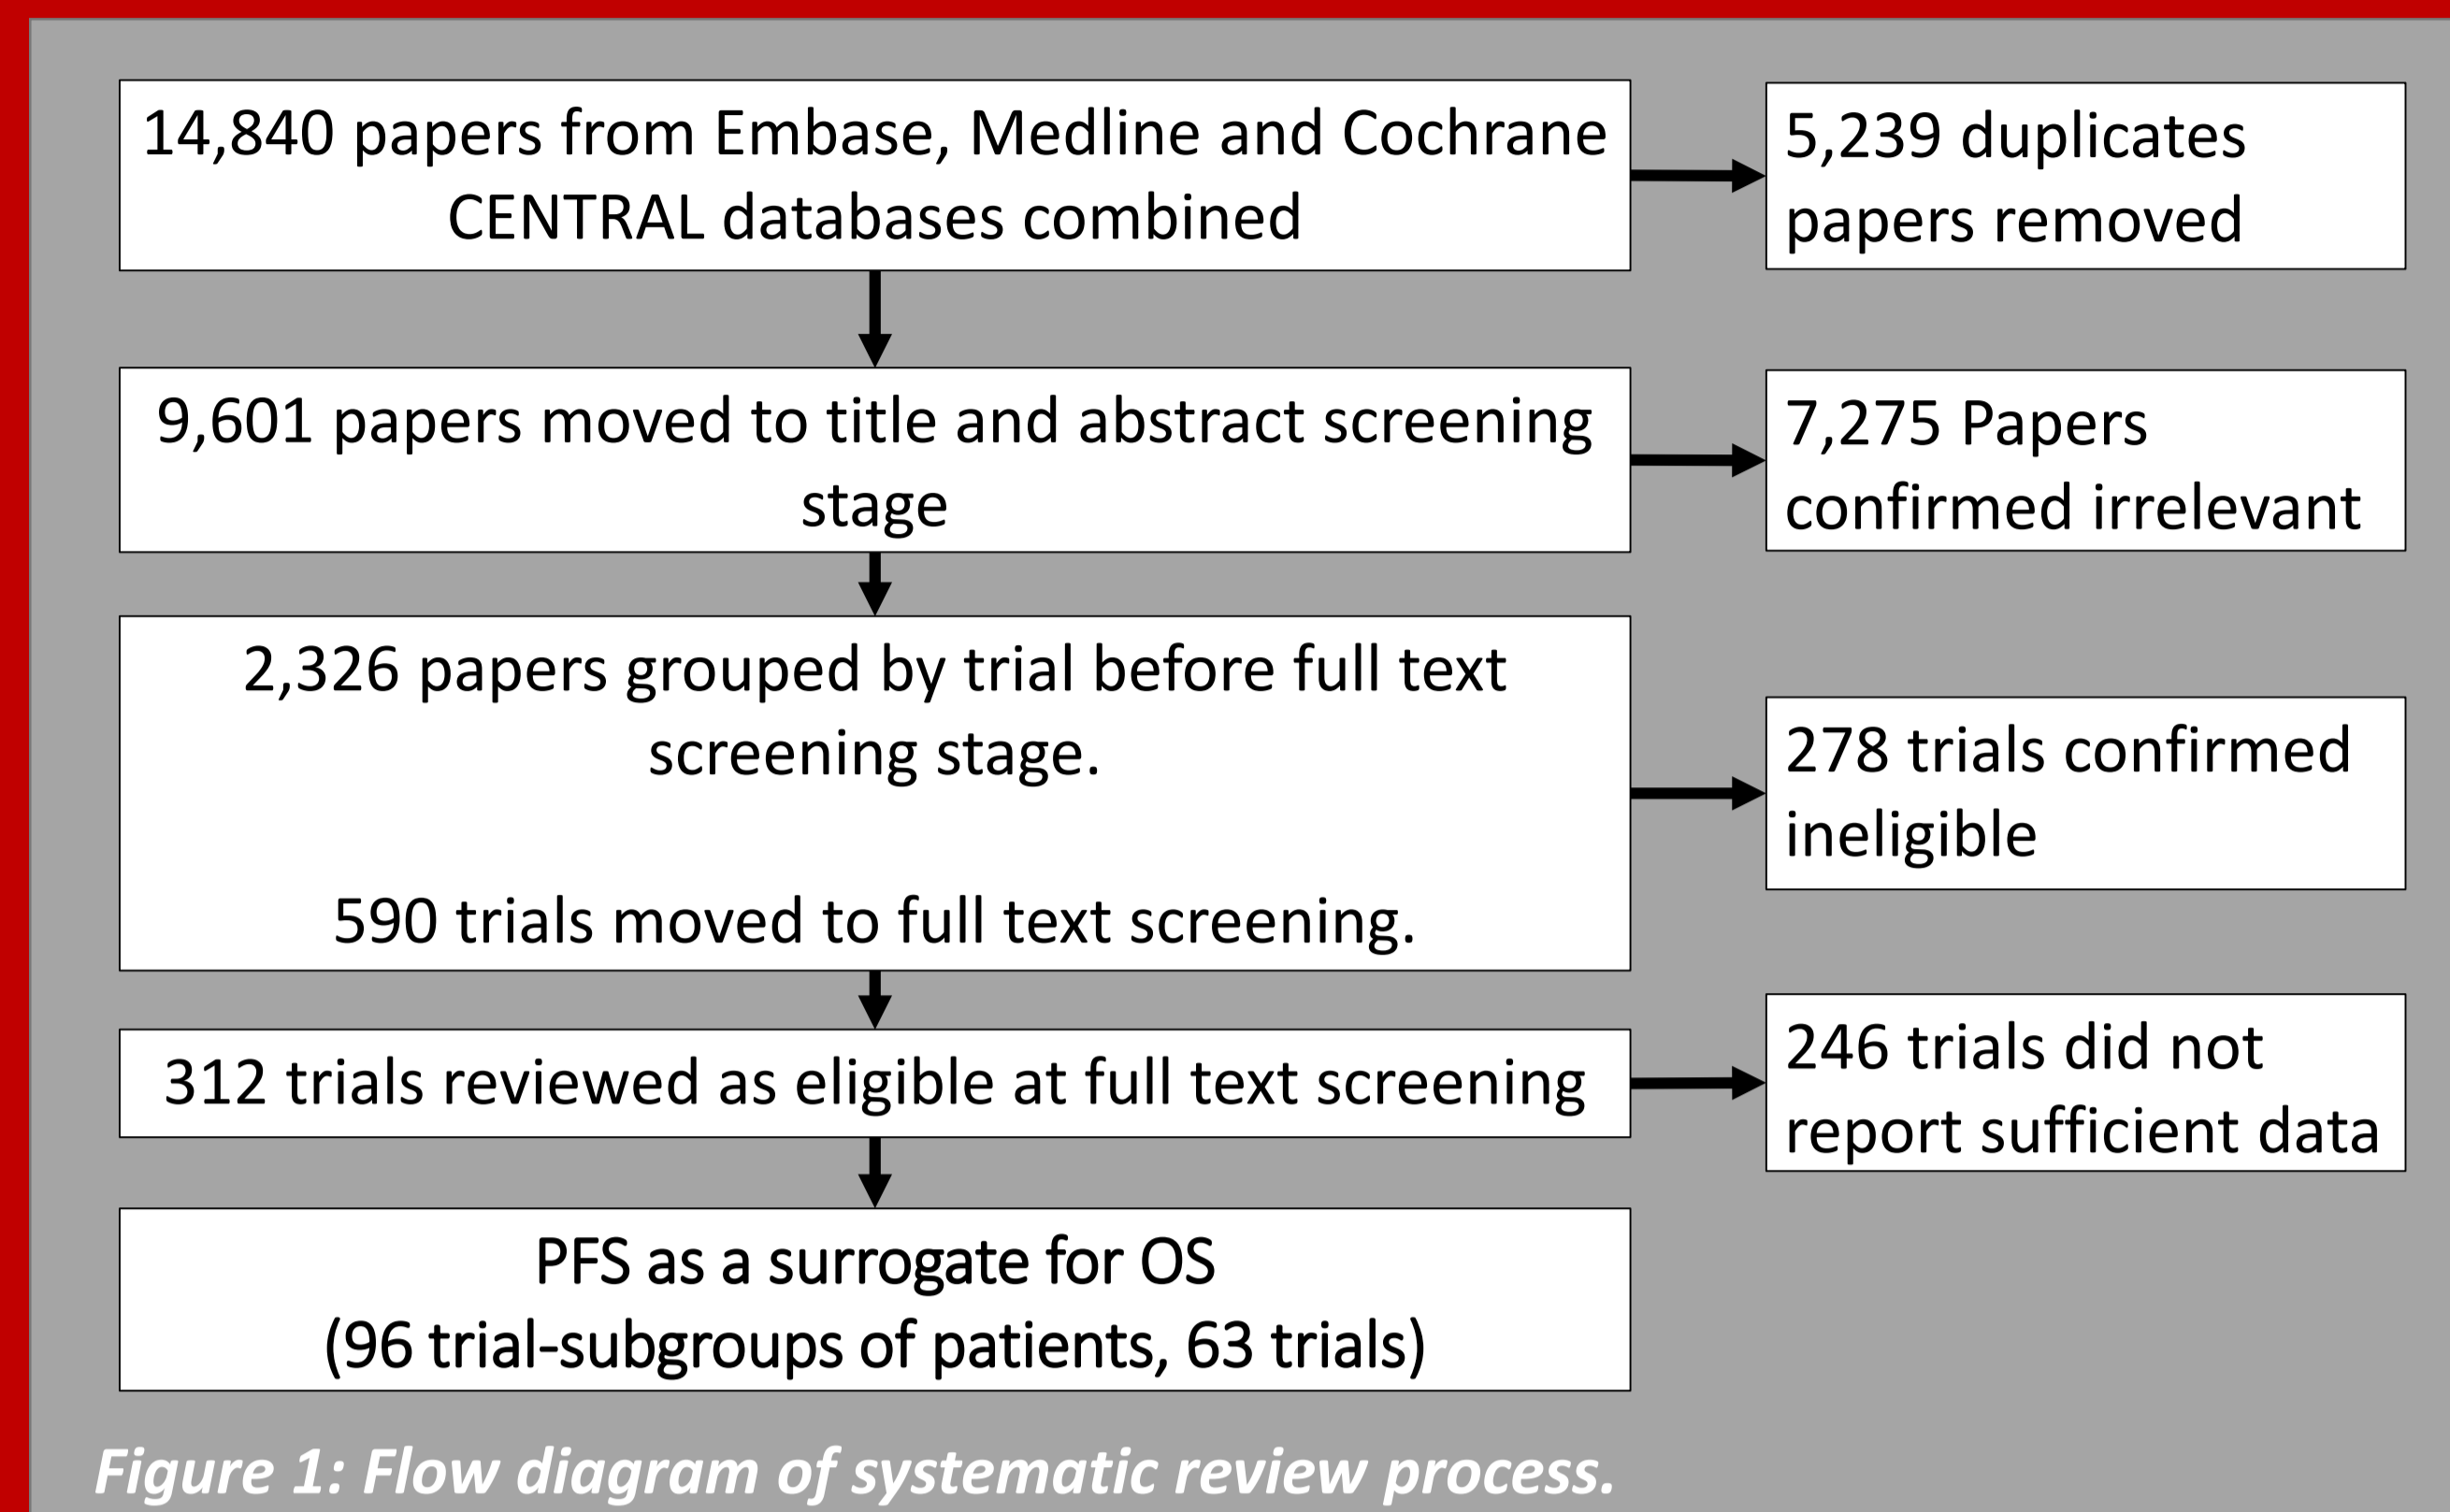 14,840 papers from Embase, Medline and Cochrane
CENTRAL databases combined
5,239 duplicates
papers removed
9,601 papers moved to title and abstract screening
stage
7,275 Papers
confirmed irrelevant
2,326 papers grouped by trial before full text
screening stage.
590 trials moved to full text screening.
278 trials confirmed
ineligible
312 trials reviewed as eligible at full text screening
246 trials did not
report sufficient data
PFS as a surrogate for OS
(96 trial-subgroups of patients, 63 trials)
Figure 1: Flow diagram of systematic review process.